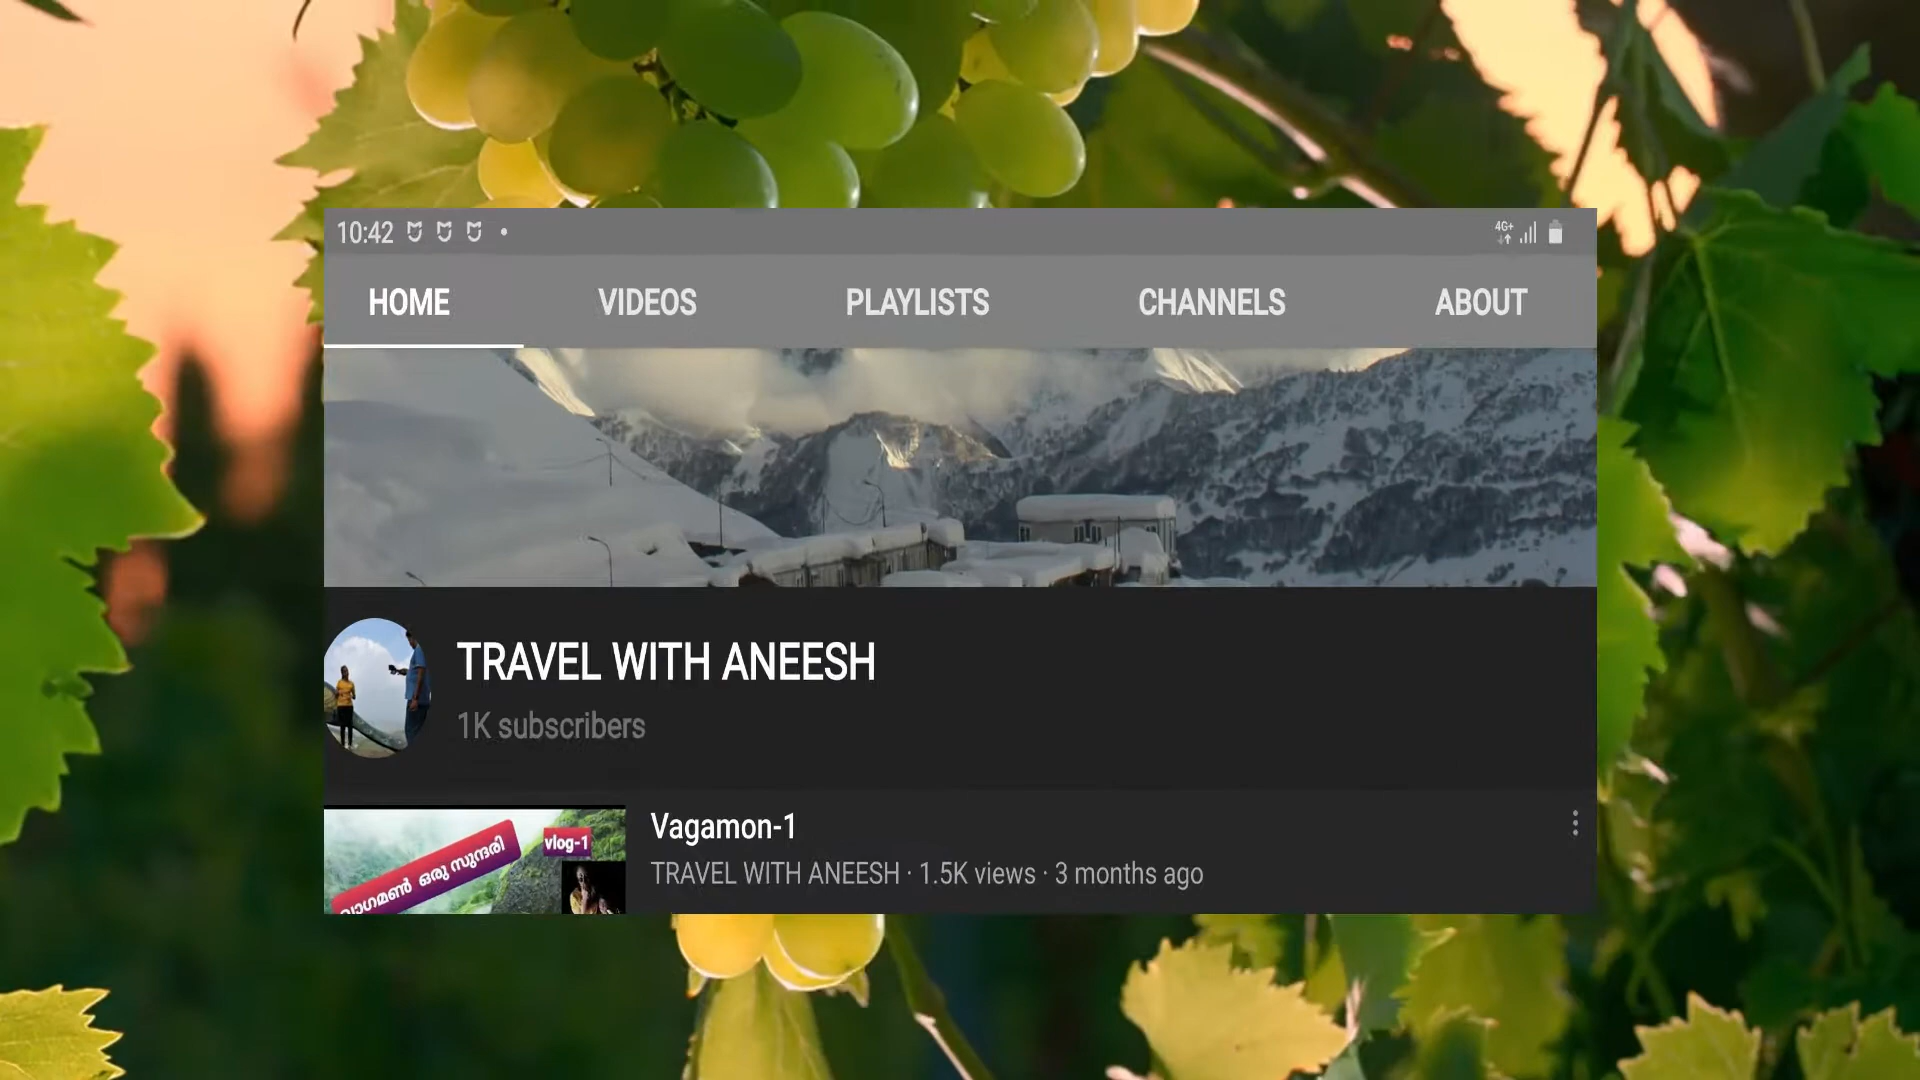 10:42
4G+
HOME VIDEOS PLAYLISTS CHANNELS ABOUT
TRAVEL WITH ANEESH
1K subscribers
വാഗമൺ ഒരു സുന്ദരി
vlog-1
Vagamon-1
TRAVEL WITH ANEESH · 1.5K views · 3 months ago